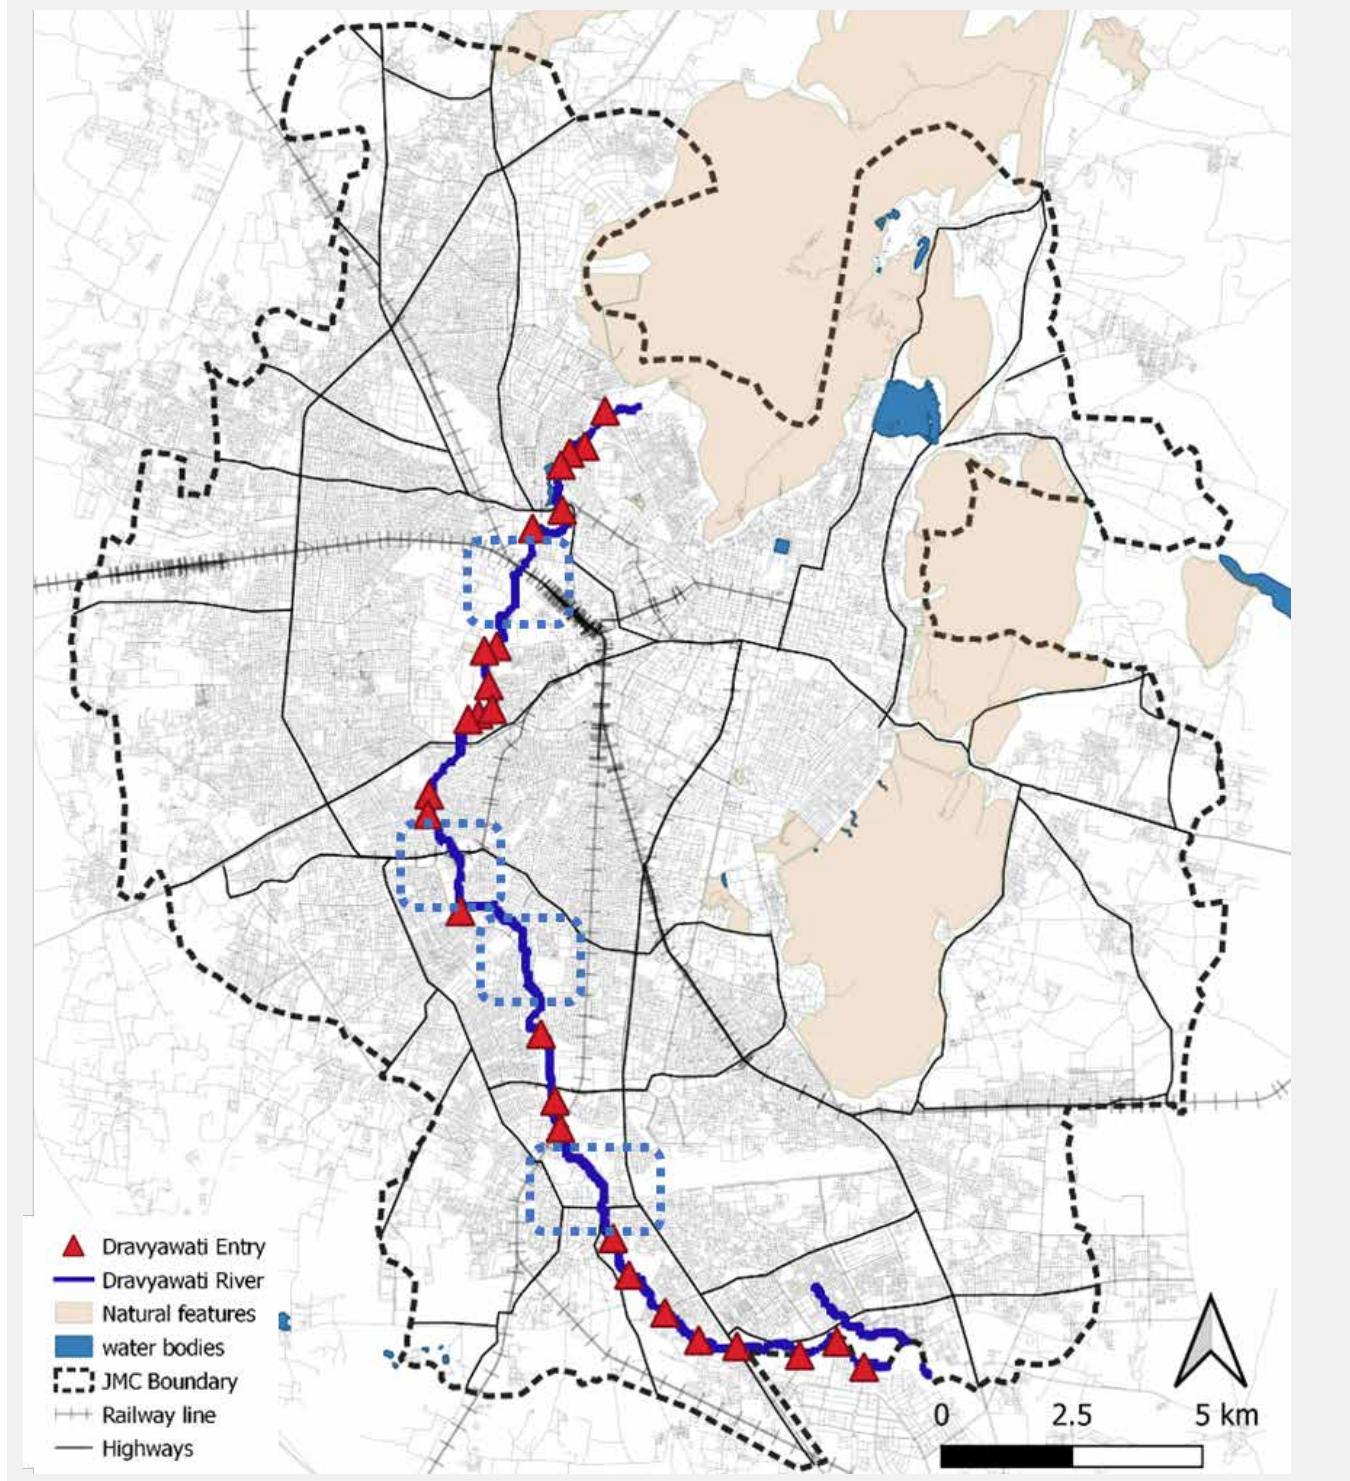 Dravyawati Entry
Dravyawati River
Natural features
water bodies
JMC Boundary
Railway line
Highways
0 2.5 5 km